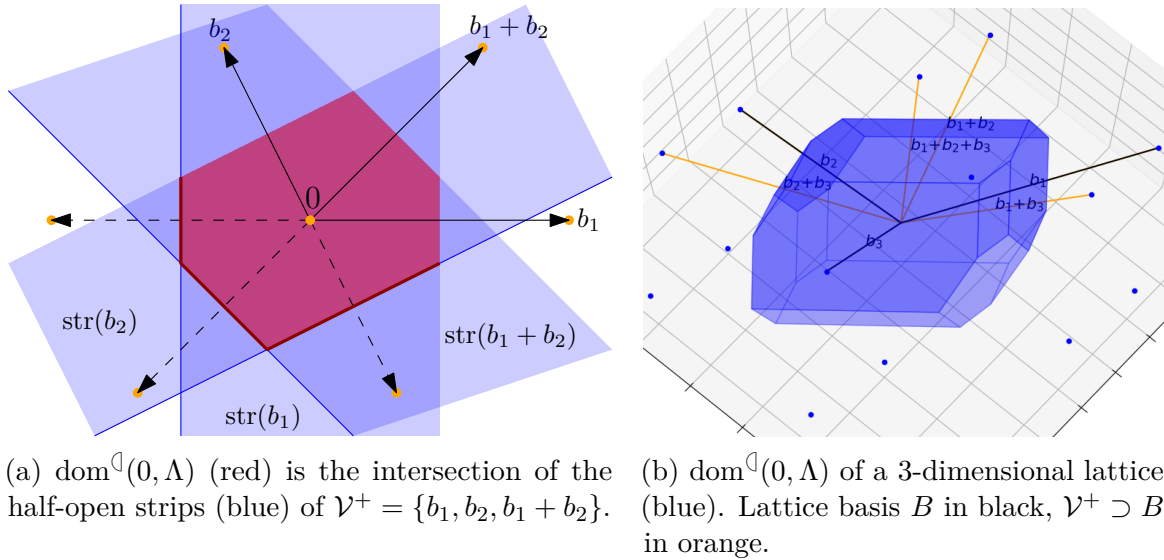 b₂
b₁ + b₂
0
b₁
str(b₂)
str(b₁ + b₂)
str(b₁)
b₁+b₂
b₁+b₂+b₃
b₂
b₂+b₃
b₁
b₁+b₃
b₃
(a) dom^⦉(0, Λ) (red) is the intersection of the
half-open strips (blue) of 𝒱⁺ = {b₁, b₂, b₁ + b₂}.
(b) dom^⦉(0, Λ) of a 3-dimensional lattice
(blue). Lattice basis B in black, 𝒱⁺ ⊃ B
in orange.